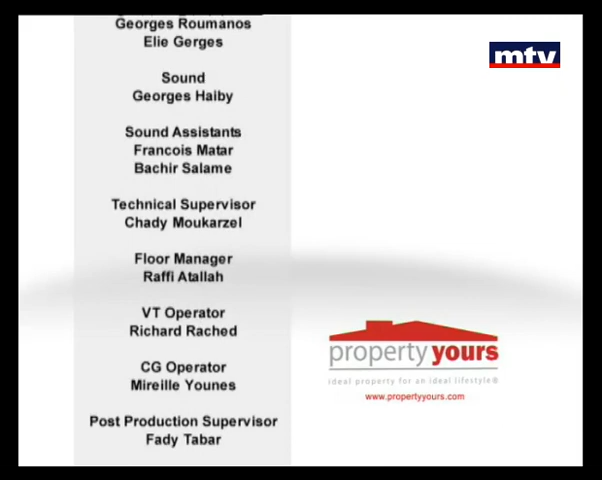 Georges Roumanos
Elie Gerges
Sound
Georges Haiby
Sound Assistants
Francois Matar
Bachir Salame
Technical Supervisor
Chady Moukarzel
Floor Manager
Raffi Atallah
VT Operator
Richard Rached
CG Operator
Mireille Younes
Post Production Supervisor
Fady Tabar
mtv
property yours
ideal property for an ideal lifestyle®
www.propertyyours.com